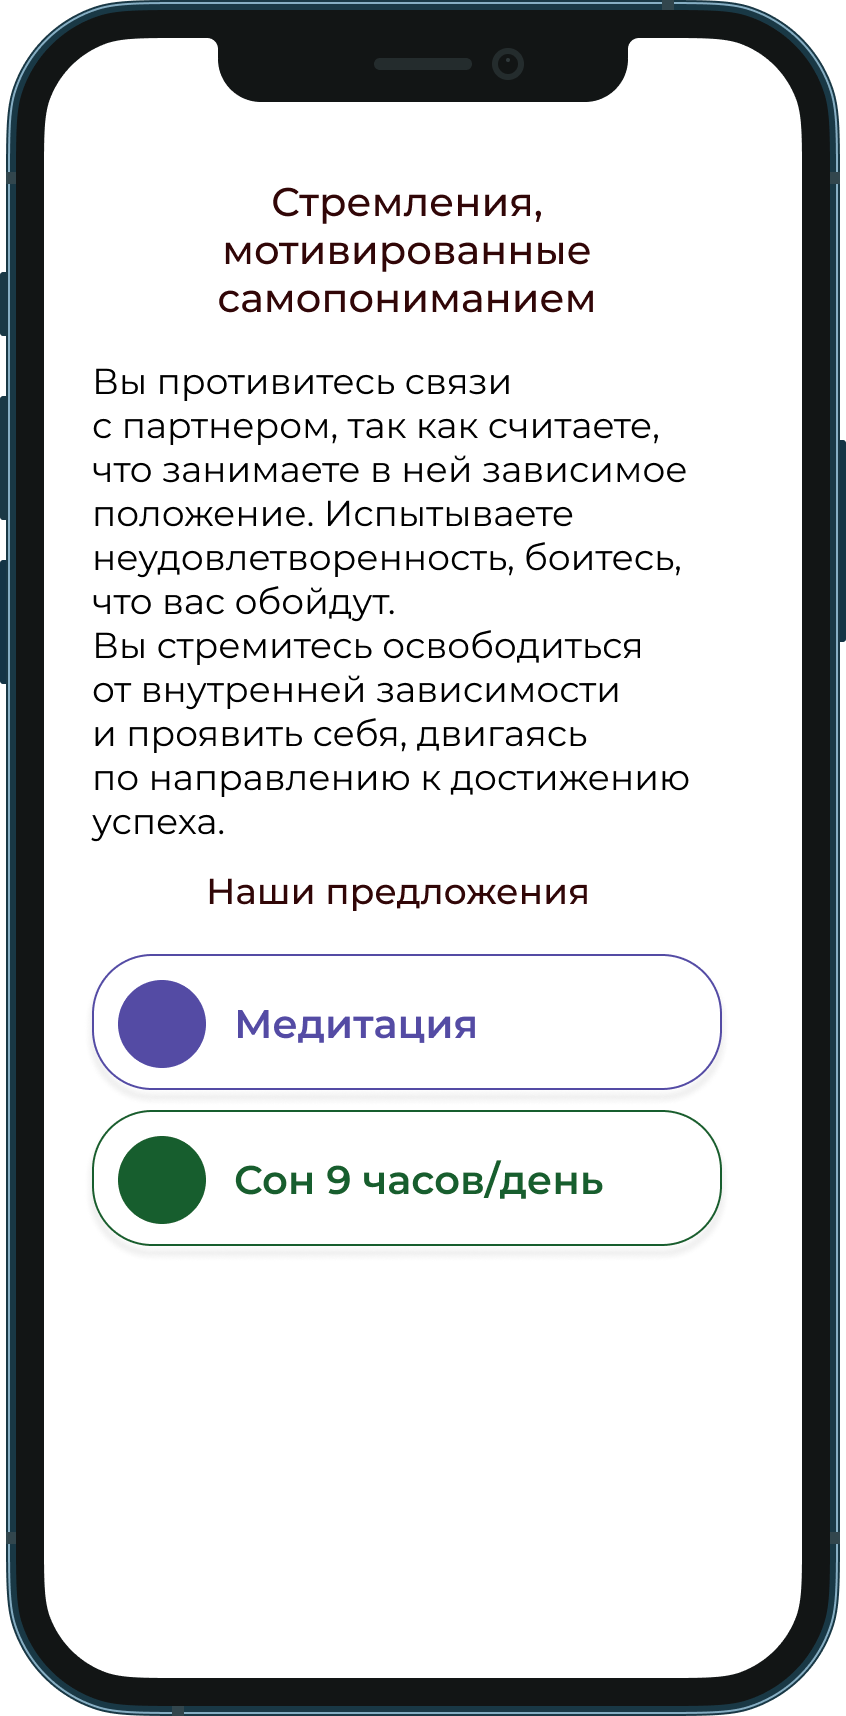 Стремления,
мотивированные
самопониманием
Вы противитесь связи
с партнером, так как считаете,
что занимаете в ней зависимое
положение. Испытываете
неудовлетворенность, боитесь,
что вас обойдут.
Вы стремитесь освободиться
от внутренней зависимости
и проявить себя, двигаясь
по направлению к достижению
успеха.
Наши предложения
Медитация
Сон 9 часов/день